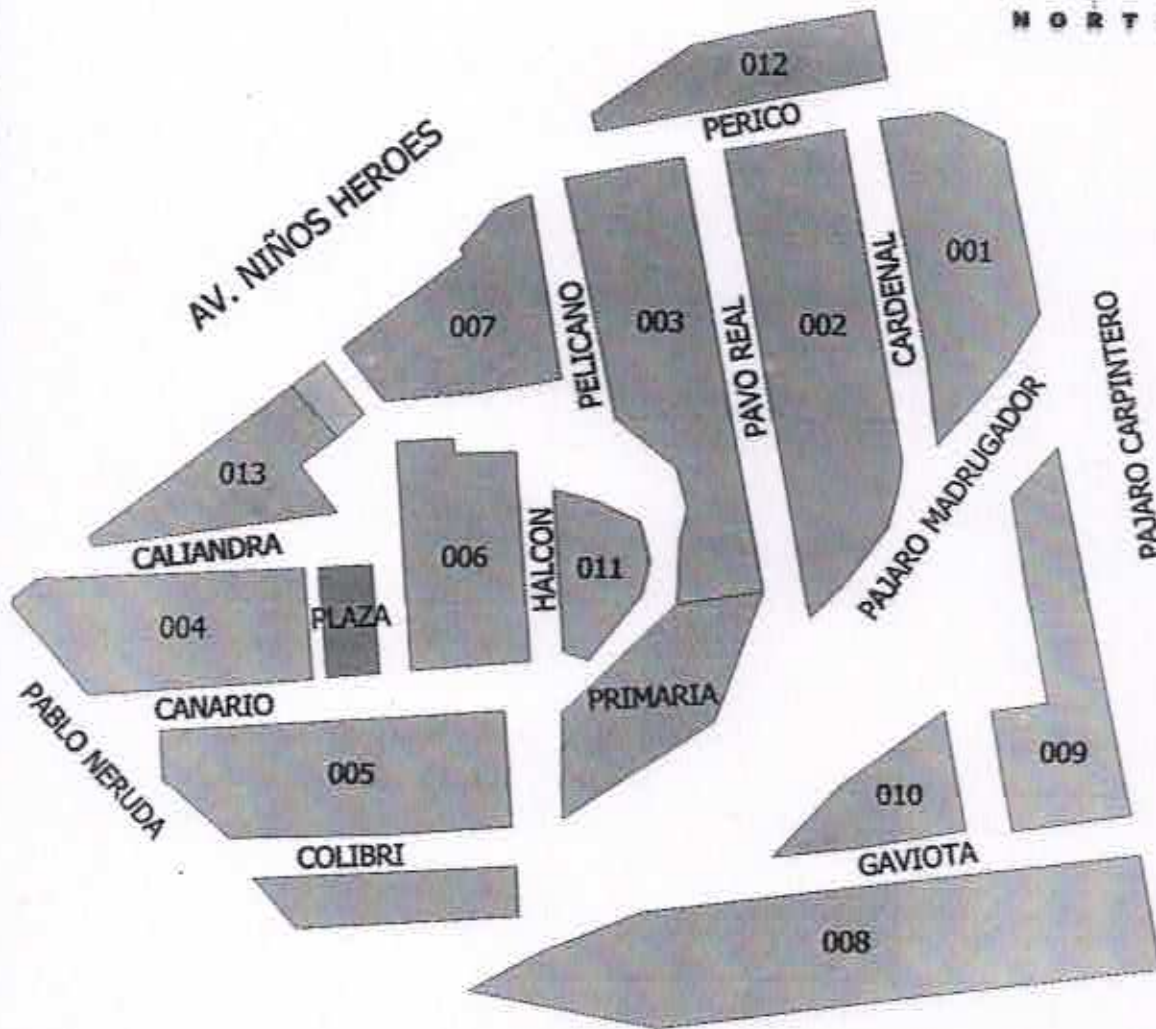 NORT
012
PERICO
AV. NIÑOS HEROES
001
CARDENAL
003
002
007
PELICANO
PAVO REAL
PAJARO CARPINTERO
PAJARO MADRUGADOR
013
CALIANDRA
006
HALCON
011
004
PLAZA
CANARIO
PRIMARIA
PABLO NERUDA
005
009
010
COLIBRI
GAVIOTA
008